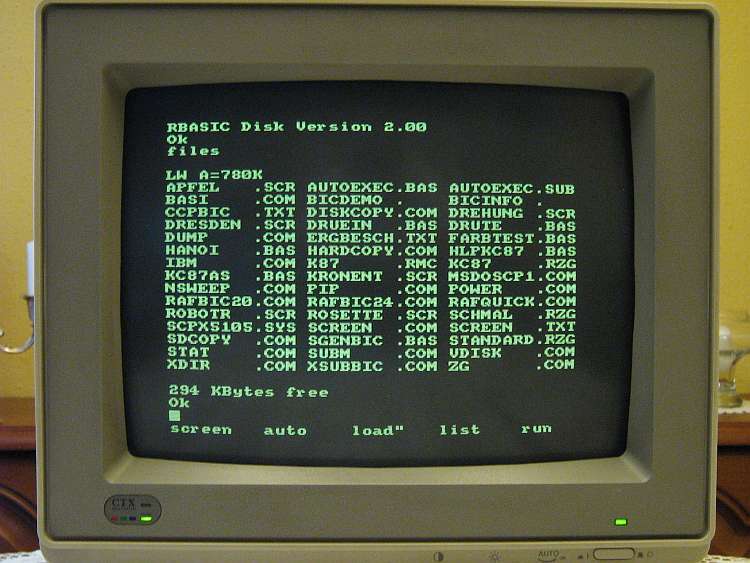 RBASIC Disk Version 2.00
Ok
files
LW A=780K
APFEL   .SCR AUTOEXEC.BAS AUTOEXEC.SUB
BASI    .COM BICDEMO .    BICINFO .
CCPBIC  .TXT DISKCOPY.COM DREHUNG .SCR
DRESDEN .SCR DRUEIN  .BAS DRUTE   .BAS
DUMP    .COM ERGBESCH.TXT FARBTEST.BAS
HANOI   .BAS HARDCOPY.COM HLPKC87 .BAS
IBM     .COM K87     .RMC KC87    .RZG
KC87AS  .BAS KRONENT .SCR MSDOSCP1.COM
NSWEEP  .COM PIP     .COM POWER   .COM
RAFBIC20.COM RAFBIC24.COM RAFQUICK.COM
ROBOTR  .SCR ROSETTE .SCR SCHMAL  .RZG
SCPX5105.SYS SCREEN  .COM SCREEN  .TXT
SDCOPY  .COM SGENBIC .BAS STANDARD.RZG
STAT    .COM SUBM    .COM VDISK   .COM
XDIR    .COM XSUBBIC .COM ZG      .COM
294 KBytes free
Ok
screen auto load" list run
CTX
AUTO